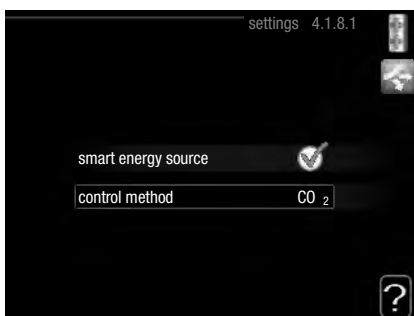 settings 4.1.8.1
smart energy source
control method CO 2
?